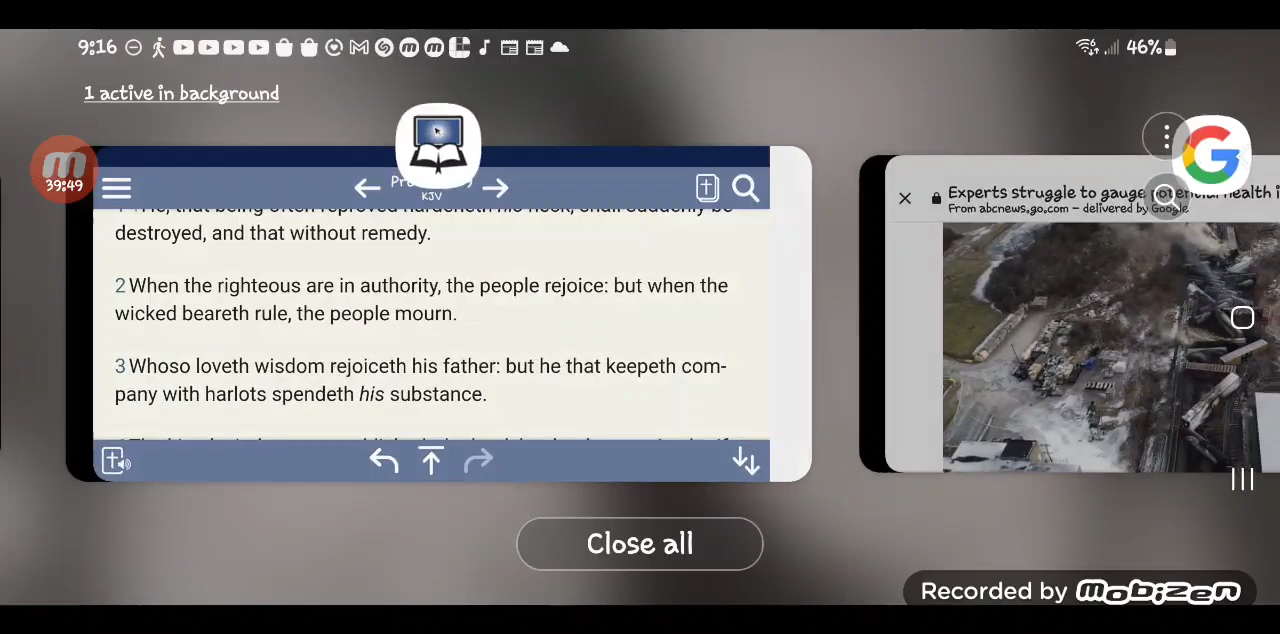 9:16
46%
1 active in background
39:49
KJV
destroyed, and that without remedy.
2 When the righteous are in authority, the people rejoice: but when the
wicked beareth rule, the people mourn.
3 Whoso loveth wisdom rejoiceth his father: but he that keepeth com-
pany with harlots spendeth his substance.
Experts struggle to gauge potential health i
From abcnews.go.com – delivered by Google
Close all
Recorded by mobizen